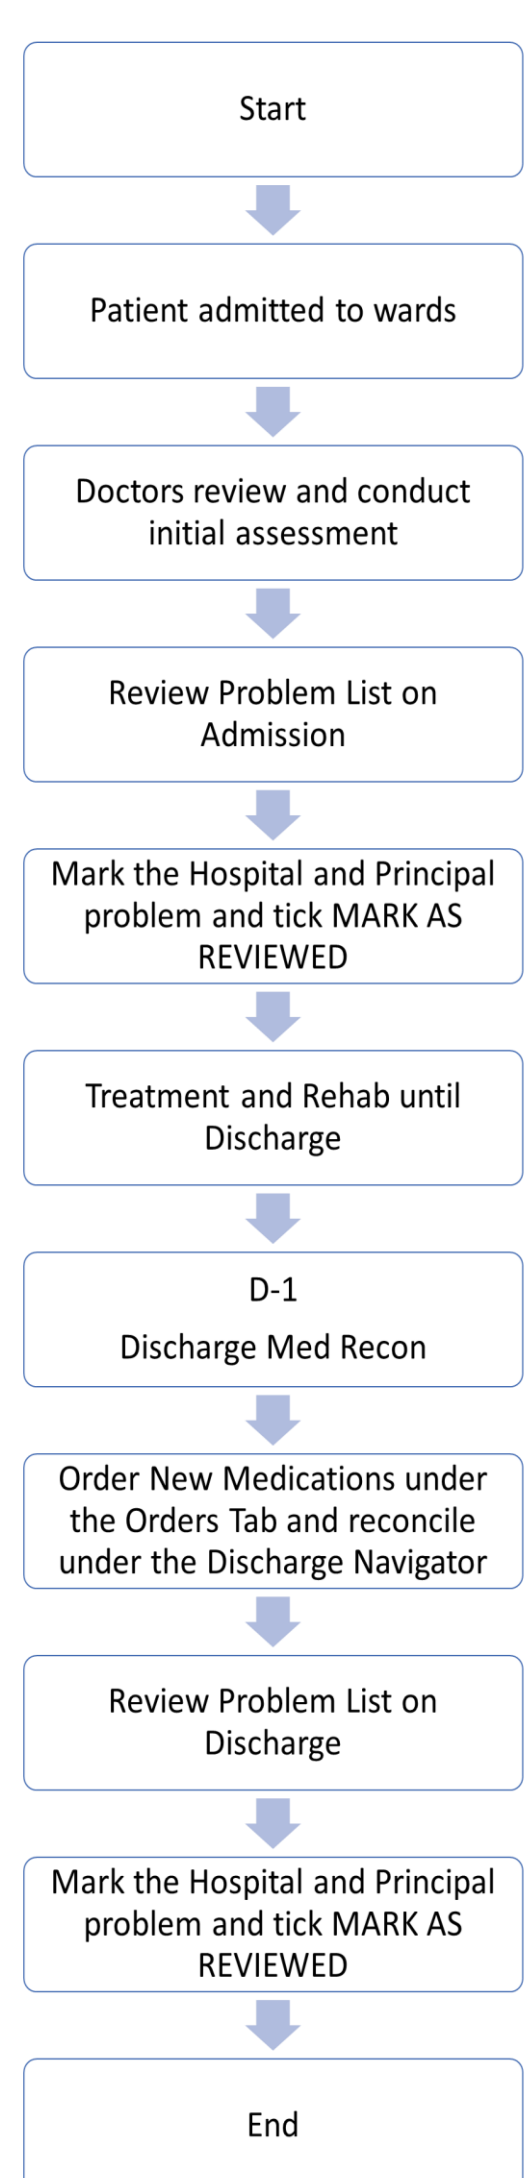 Start
Patient admitted to wards
Doctors review and conduct
initial assessment
Review Problem List on
Admission
Mark the Hospital and Principal
problem and tick MARK AS
REVIEWED
Treatment and Rehab until
Discharge
D-1
Discharge Med Recon
Order New Medications under
the Orders Tab and reconcile
under the Discharge Navigator
Review Problem List on
Discharge
Mark the Hospital and Principal
problem and tick MARK AS
REVIEWED
End